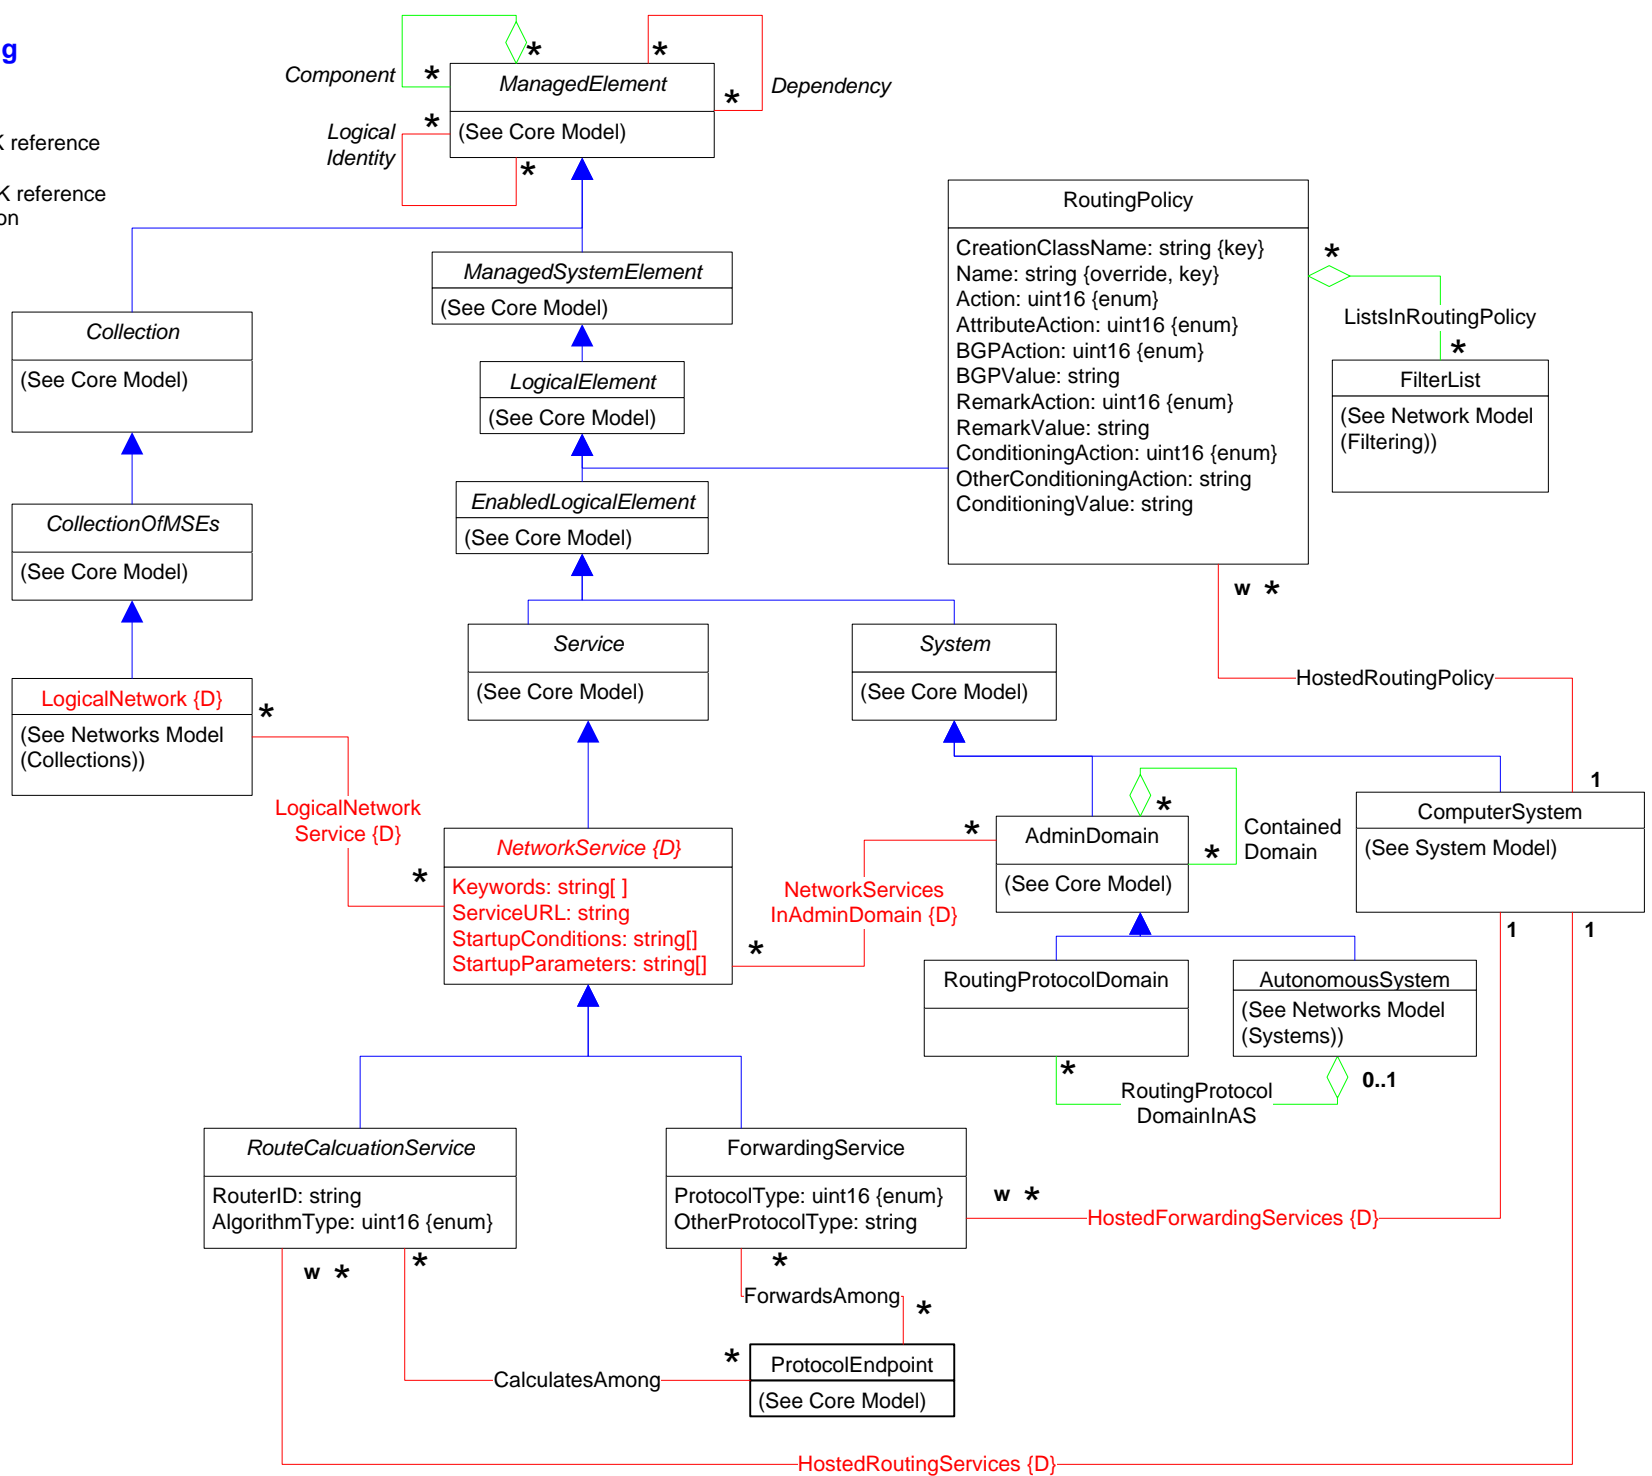 g
K reference
K reference
on
Component
*
*
*
*
Dependency
ManagedElement
(See Core Model)
Logical
Identity
*
*
RoutingPolicy
CreationClassName: string {key}
Name: string {override, key}
Action: uint16 {enum}
AttributeAction: uint16 {enum}
BGPAction: uint16 {enum}
BGPValue: string
RemarkAction: uint16 {enum}
RemarkValue: string
ConditioningAction: uint16 {enum}
OtherConditioningAction: string
ConditioningValue: string
*
ListsInRoutingPolicy
*
FilterList
(See Network Model
(Filtering))
ManagedSystemElement
(See Core Model)
Collection
(See Core Model)
LogicalElement
(See Core Model)
CollectionOfMSEs
(See Core Model)
EnabledLogicalElement
(See Core Model)
w *
HostedRoutingPolicy
1
Service
(See Core Model)
System
(See Core Model)
LogicalNetwork {D}
(See Networks Model
(Collections))
*
LogicalNetwork
Service {D}
*
NetworkService {D}
Keywords: string[ ]
ServiceURL: string
StartupConditions: string[]
StartupParameters: string[]
*
NetworkServices
InAdminDomain {D}
*
AdminDomain
(See Core Model)
*
*
Contained
Domain
ComputerSystem
(See System Model)
1
1
RoutingProtocolDomain
AutonomousSystem
(See Networks Model
(Systems))
*
RoutingProtocol
DomainInAS
0..1
RouteCalcuationService
RouterID: string
AlgorithmType: uint16 {enum}
ForwardingService
ProtocolType: uint16 {enum}
OtherProtocolType: string
w *
HostedForwardingServices {D}
w *
*
*
ForwardsAmong
*
CalculatesAmong
*
ProtocolEndpoint
(See Core Model)
HostedRoutingServices {D}